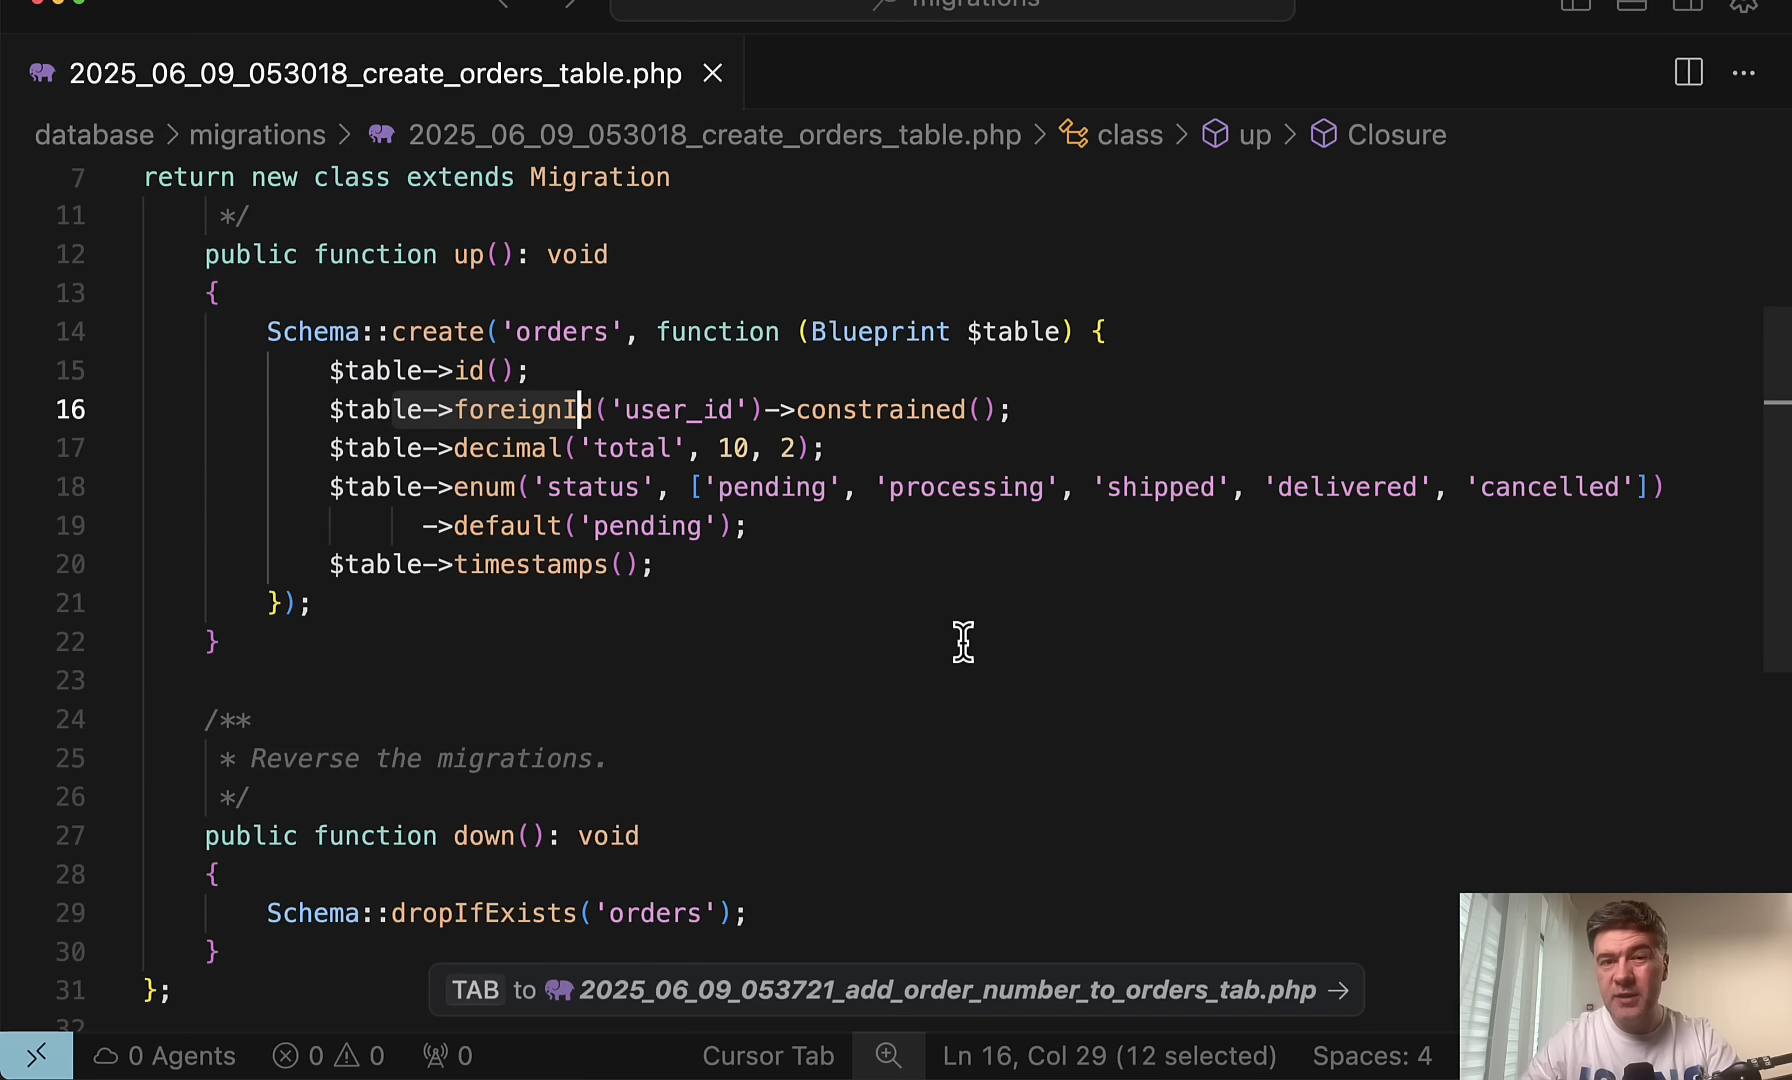 migrations
2025_06_09_053018_create_orders_table.php
database > migrations > 2025_06_09_053018_create_orders_table.php > class > up > Closure
7 return new class extends Migration
11 */
12 public function up(): void
13 {
14 Schema::create('orders', function (Blueprint $table) {
15 $table->id();
16 $table->foreignId('user_id')->constrained();
17 $table->decimal('total', 10, 2);
18 $table->enum('status', ['pending', 'processing', 'shipped', 'delivered', 'cancelled'])
19 ->default('pending');
20 $table->timestamps();
21 });
22 }
23
24 /**
25 * Reverse the migrations.
26 */
27 public function down(): void
28 {
29 Schema::dropIfExists('orders');
30 }
31 };
32
TAB to 2025_06_09_053721_add_order_number_to_orders_tab.php →
0 Agents 0 0 0 Cursor Tab Ln 16, Col 29 (12 selected) Spaces: 4